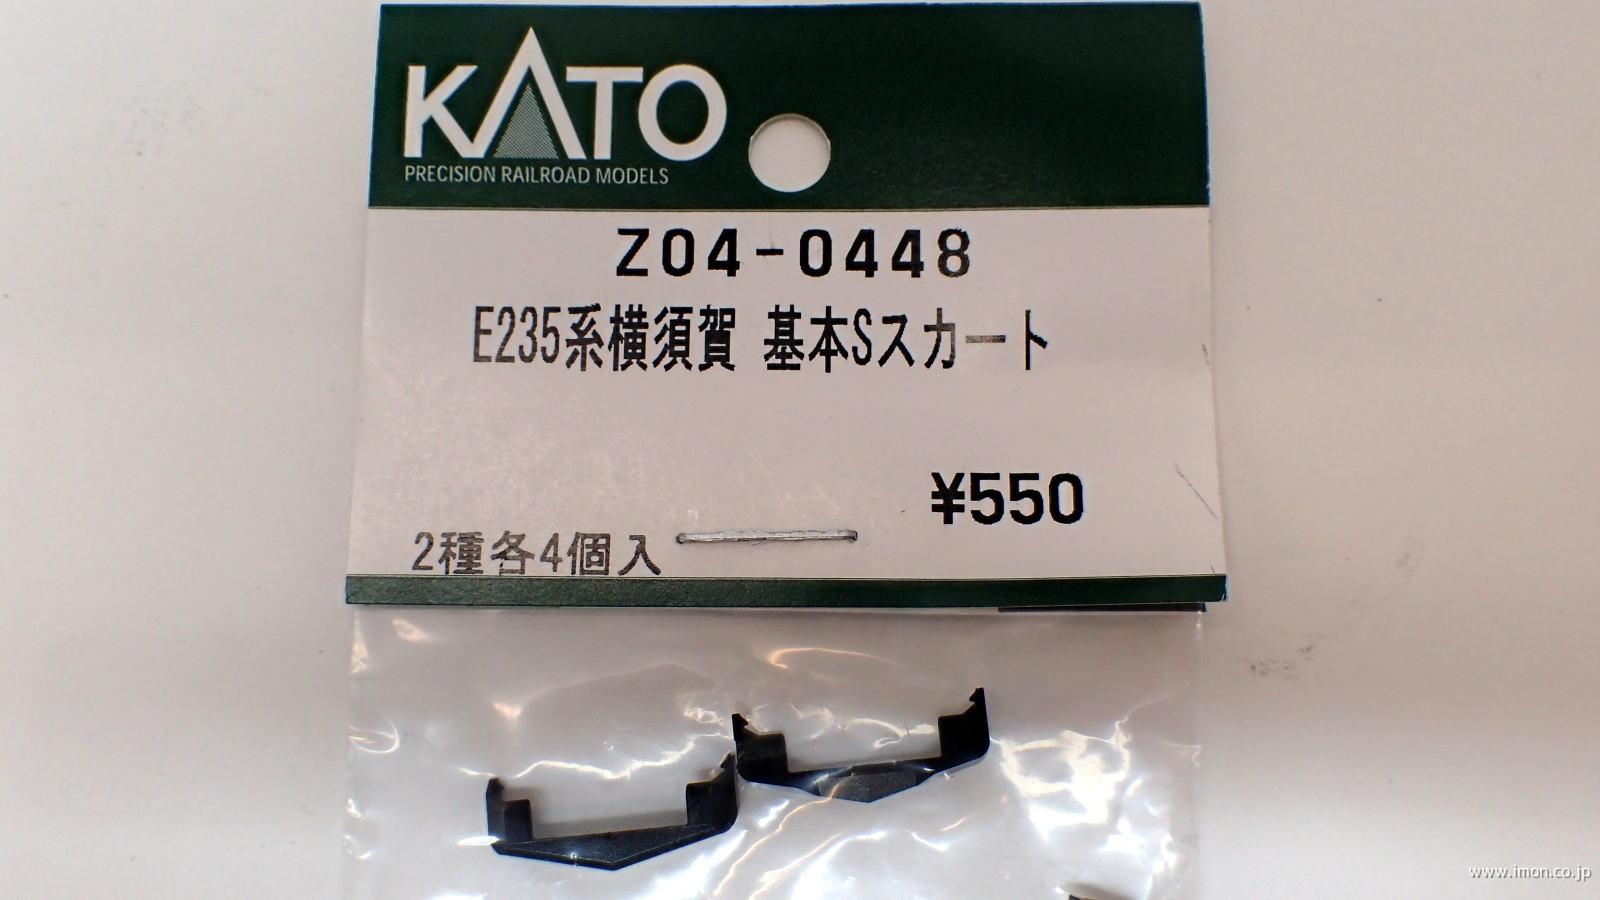 KATO
PRECISION RAILROAD MODELS
Z04-0448
E235系横須賀 基本Sスカート
¥550
2種各4個入
www.imon.co.jp